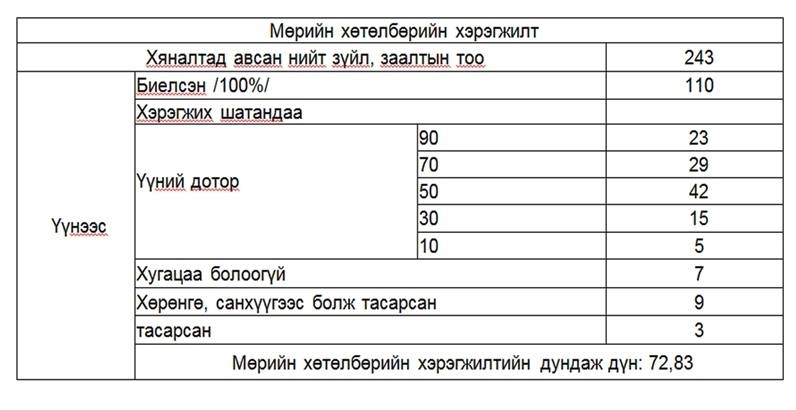 Мөрийн хөтөлбөрийн хэрэгжилт
Хяналтад авсан нийт зүйл, заалтын тоо 243
Үүнээс
Биелсэн /100%/ 110
Хэрэгжих шатандаа
Үүний дотор
90 23
70 29
50 42
30 15
10 5
Хугацаа болоогүй 7
Хөрөнгө, санхүүгээс болж тасарсан 9
тасарсан 3
Мөрийн хөтөлбөрийн хэрэгжилтийн дундаж дүн: 72,83